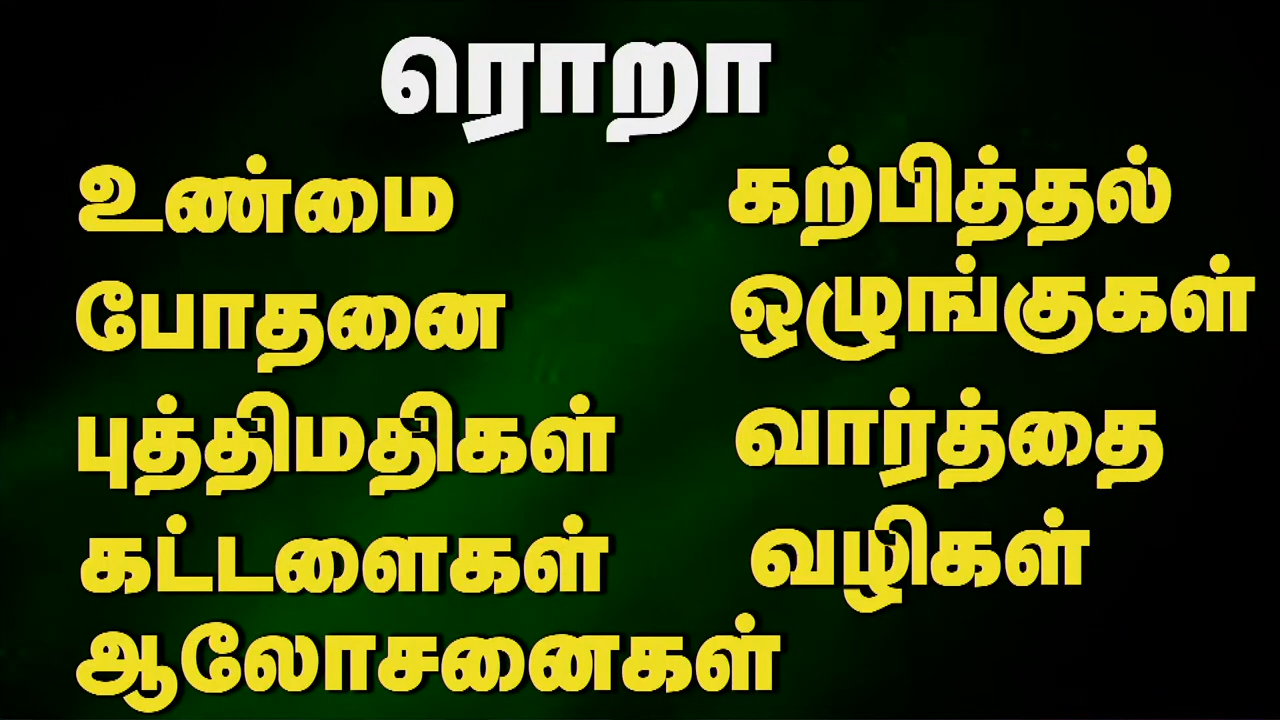 ரொறா
உண்மை
போதனை
புத்திமதிகள்
கட்டளைகள்
ஆலோசனைகள்
கற்பித்தல்
ஒழுங்குகள்
வார்த்தை
வழிகள்